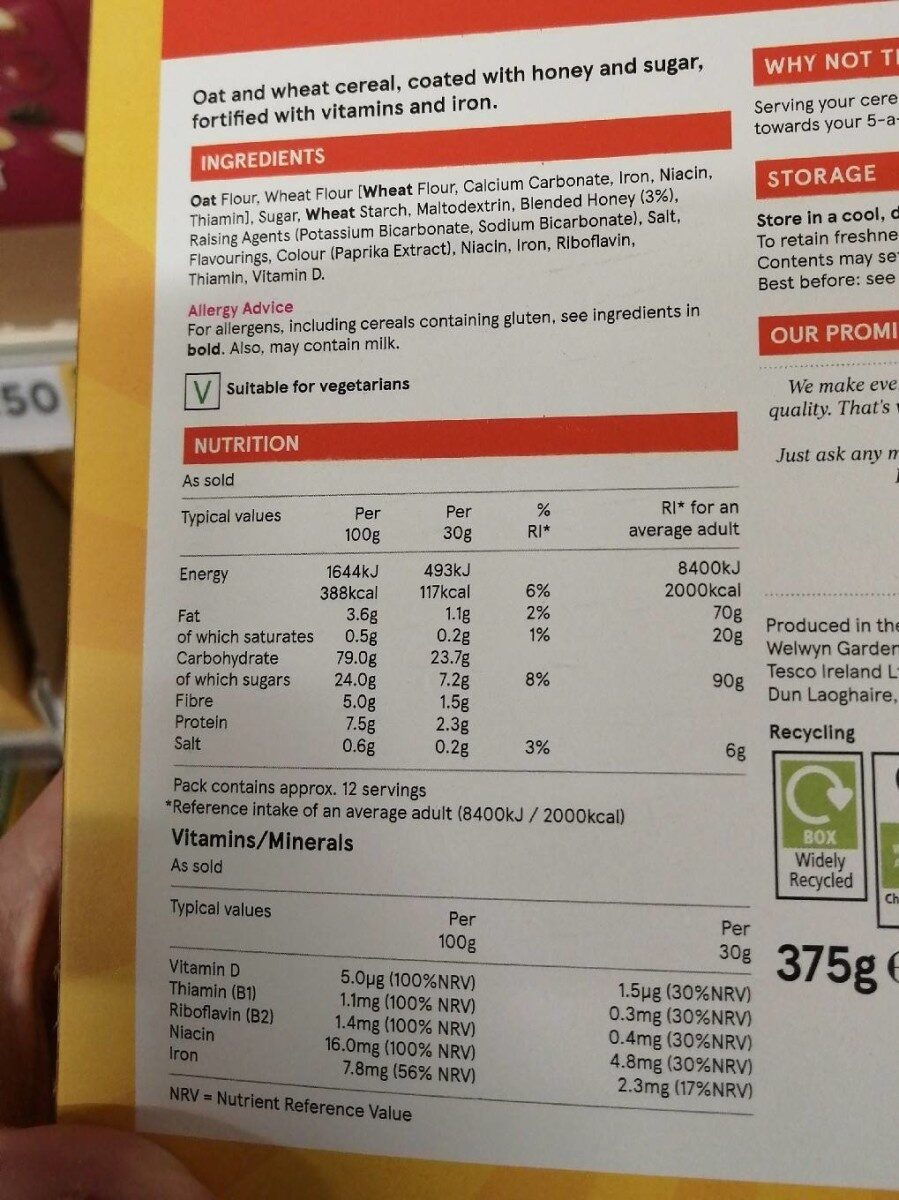 Oat and wheat cereal, coated with honey and sugar,
fortified with vitamins and iron.
INGREDIENTS
Oat Flour, Wheat Flour [Wheat Flour, Calcium Carbonate, Iron, Niacin,
Thiamin], Sugar, Wheat Starch, Maltodextrin, Blended Honey (3%),
Raising Agents (Potassium Bicarbonate, Sodium Bicarbonate), Salt,
Flavourings, Colour (Paprika Extract), Niacin, Iron, Riboflavin,
Thiamin, Vitamin D.
Allergy Advice
For allergens, including cereals containing gluten, see ingredients in
bold. Also, may contain milk.
V Suitable for vegetarians
NUTRITION
As sold
Typical values Per 100g Per 30g % RI* RI* for an average adult
Energy 1644kJ 493kJ 8400kJ
388kcal 117kcal 6% 2000kcal
Fat 3.6g 1.1g 2% 70g
of which saturates 0.5g 0.2g 1% 20g
Carbohydrate 79.0g 23.7g
of which sugars 24.0g 7.2g 8% 90g
Fibre 5.0g 1.5g
Protein 7.5g 2.3g
Salt 0.6g 0.2g 3% 6g
Pack contains approx. 12 servings
*Reference intake of an average adult (8400kJ / 2000kcal)
Vitamins/Minerals
As sold
Typical values Per 100g Per 30g
Vitamin D 5.0µg (100%NRV) 1.5µg (30%NRV)
Thiamin (B1) 1.1mg (100% NRV) 0.3mg (30%NRV)
Riboflavin (B2) 1.4mg (100% NRV) 0.4mg (30%NRV)
Niacin 16.0mg (100% NRV) 4.8mg (30%NRV)
Iron 7.8mg (56% NRV) 2.3mg (17%NRV)
NRV = Nutrient Reference Value
WHY NOT
Serving your
towards your
STORAGE
Store in a cool,
To retain
Contents may
Best before: see
OUR
We make
quality. That's
Just ask any
Produced in
Welwyn Garden
Tesco Ireland
Dun Laoghaire,
Recycling
BOX
Widely
Recycled
375g e
50